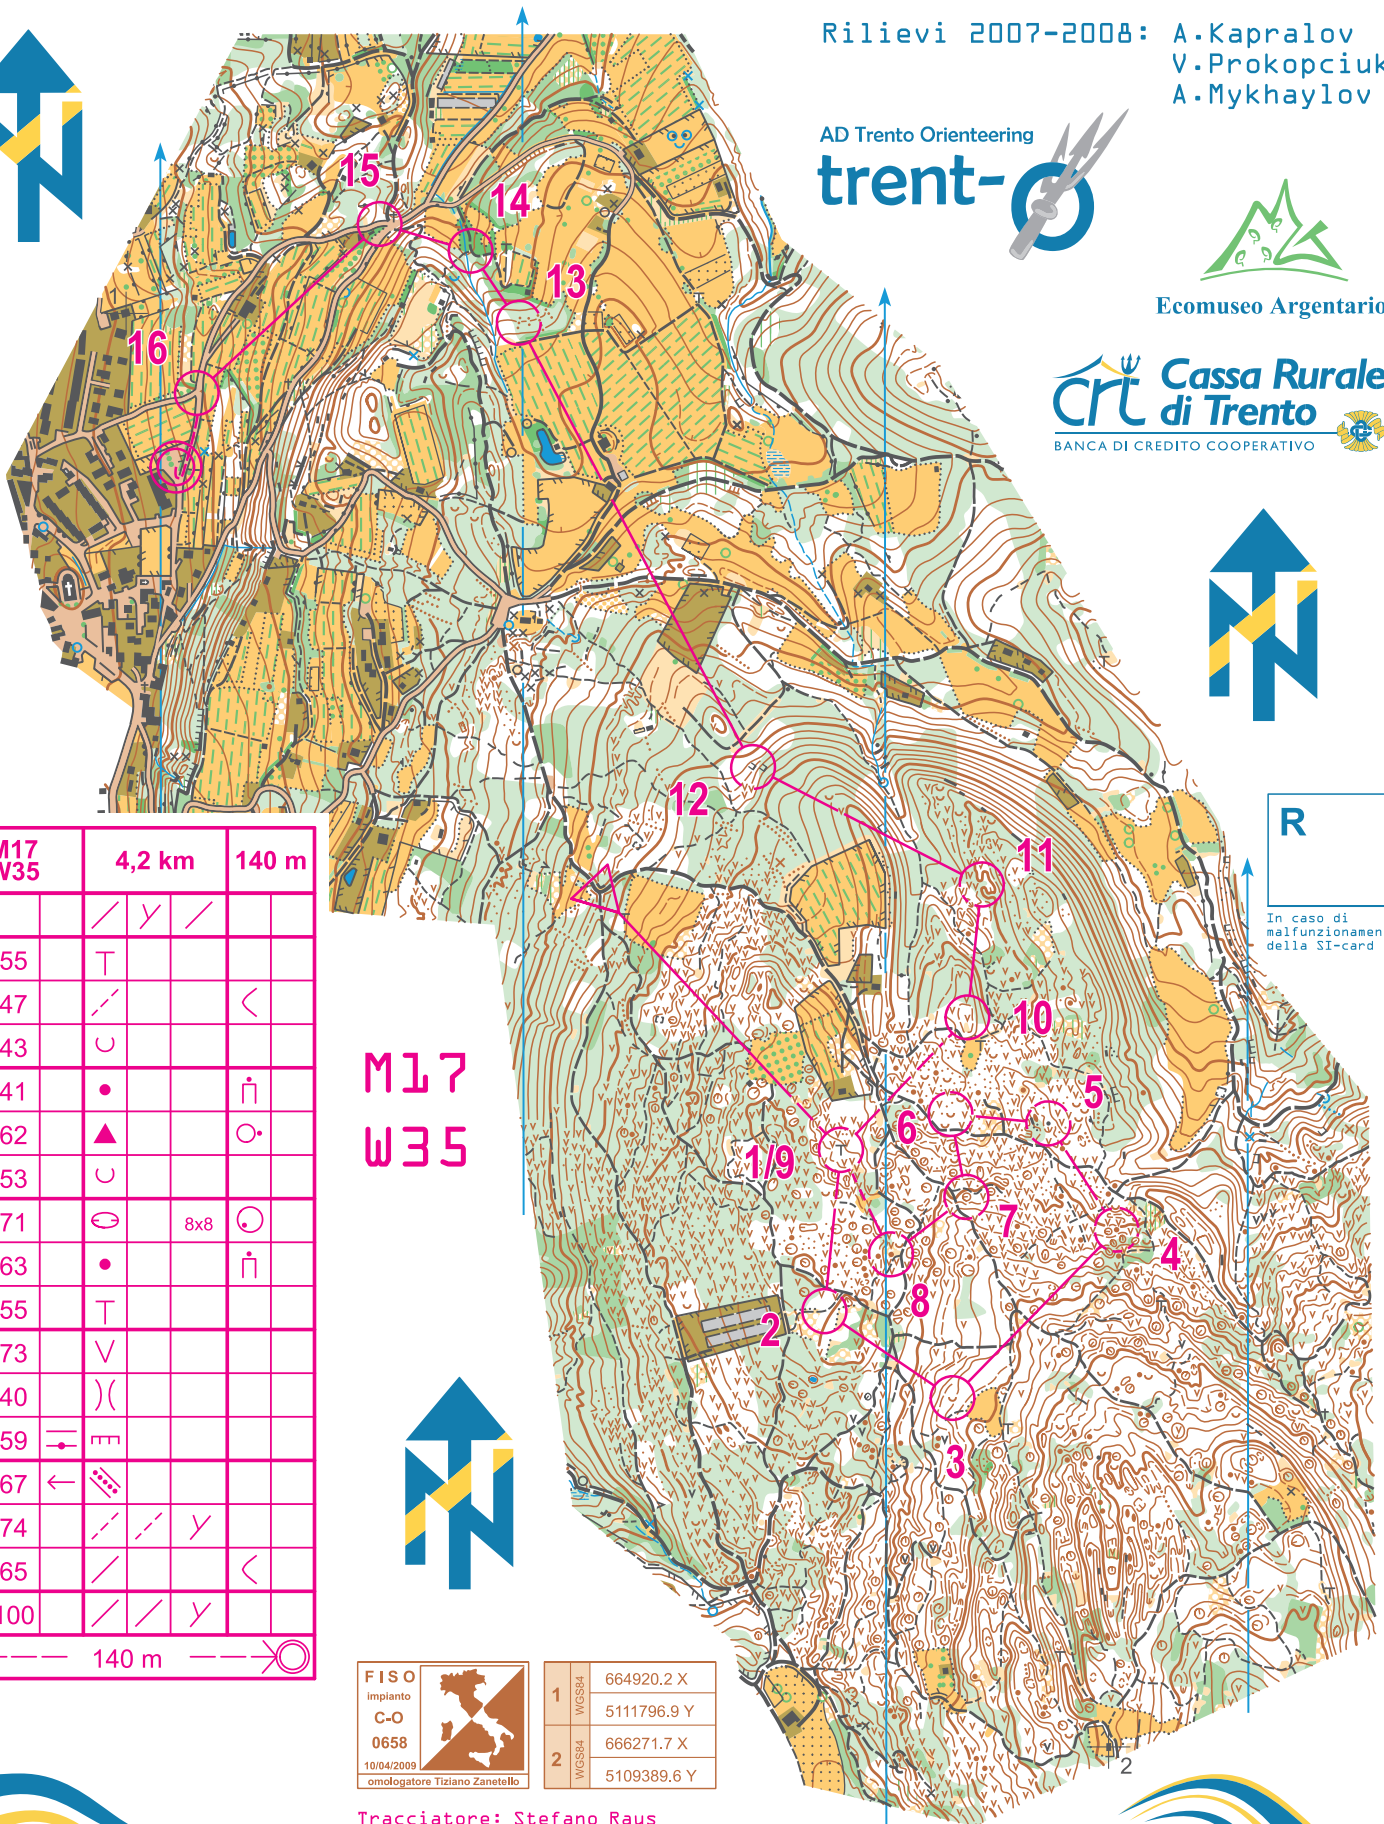 Rilievi 2007-2008: A.Kapralov
V.Prokopciuk
A.Mykhaylov
AD Trento Orienteering
trent-O
Ecomuseo Argentario
crt Cassa Rurale
di Trento
BANCA DI CREDITO COOPERATIVO
15
14
13
16
12
11
10
5
6
1/9
7
4
8
2
3
R
In caso di
malfunzionamen
della SI-card
M17
W35
4,2 km
140 m
55
47
43
41
62
53
71 8x8
63
55
73
40
59
67
74
65
100
140 m
M17
W35
FISO
impianto
C-O
0658
10/04/2009
omologatore Tiziano Zanetello
1 WGS84 664920.2 X
5111796.9 Y
2 WGS84 666271.7 X
5109389.6 Y
2
Tracciatore: Stefano Raus